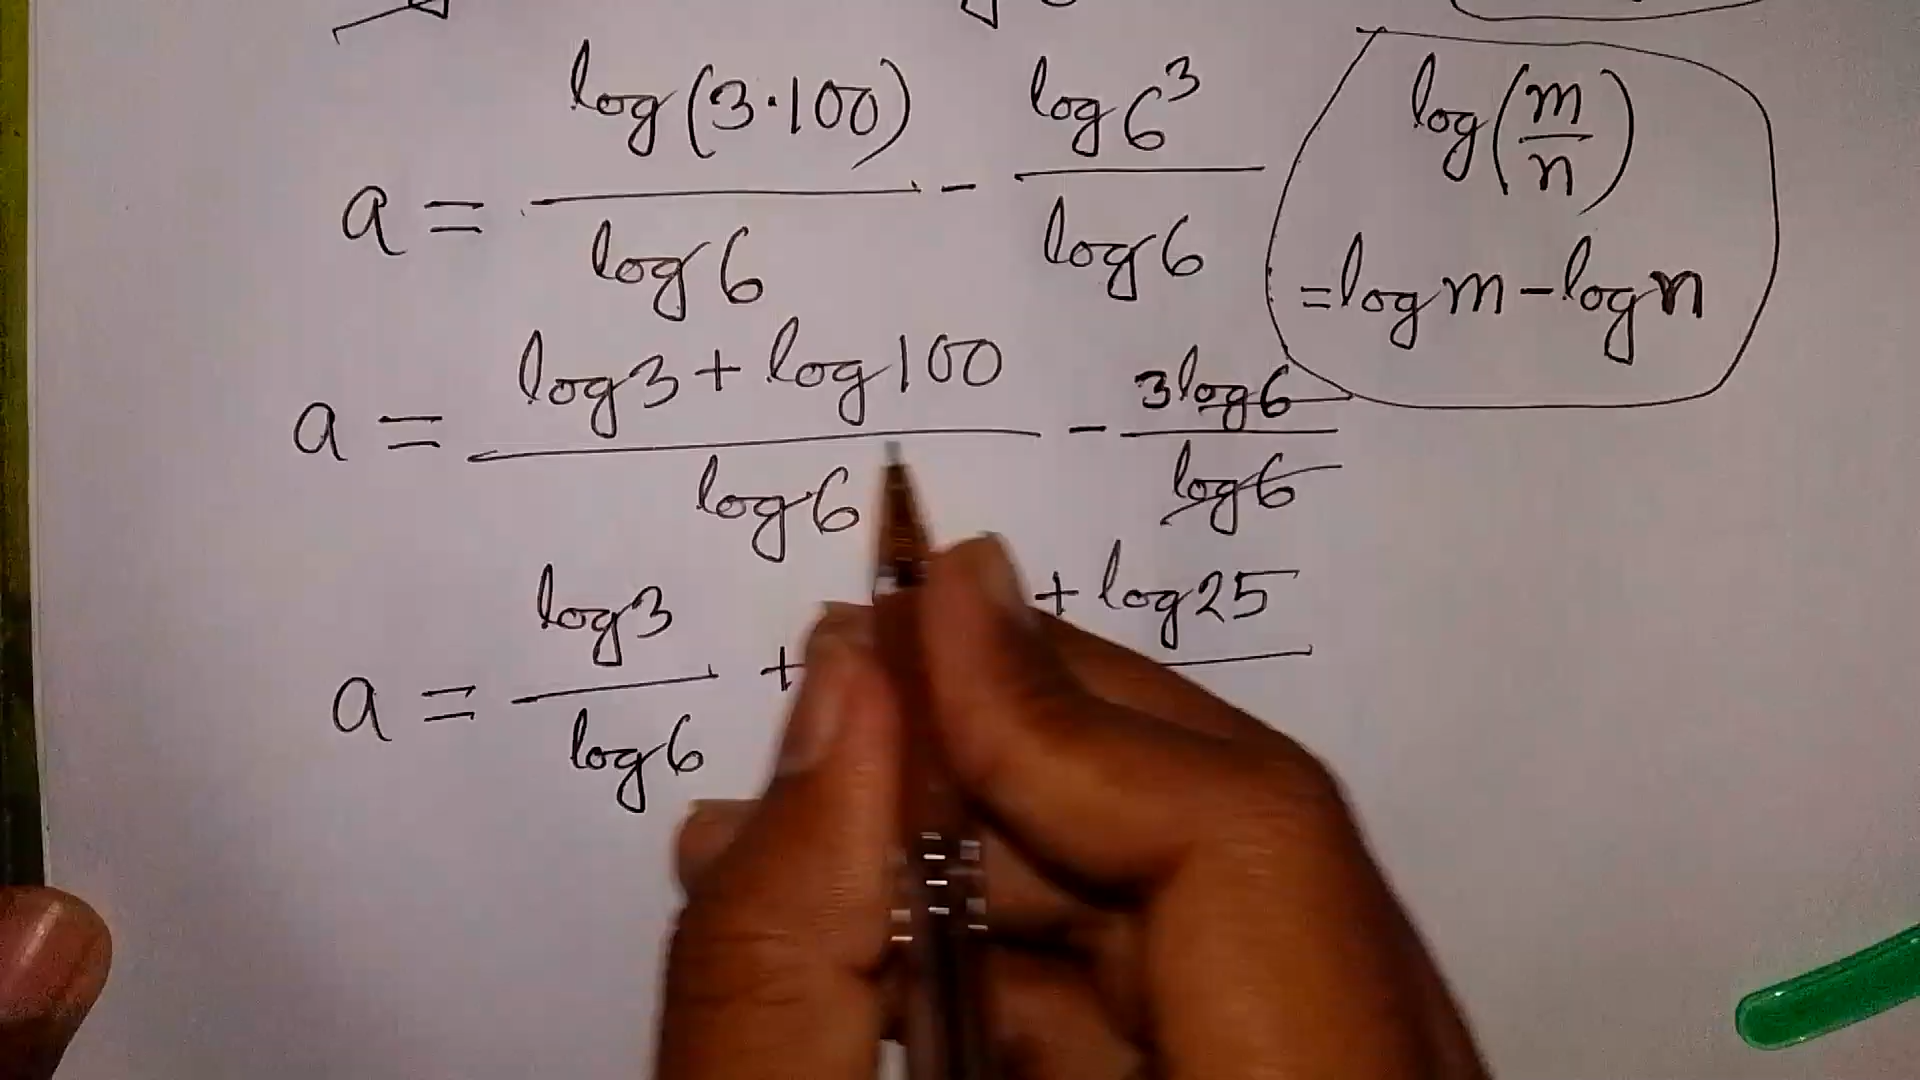 a = log(3·100) / log6 - log6³ / log6
log(m/n)
= log m - log n
a = log3 + log100 / log6 - 3log6 / log6
a = log3 / log6 + + log25